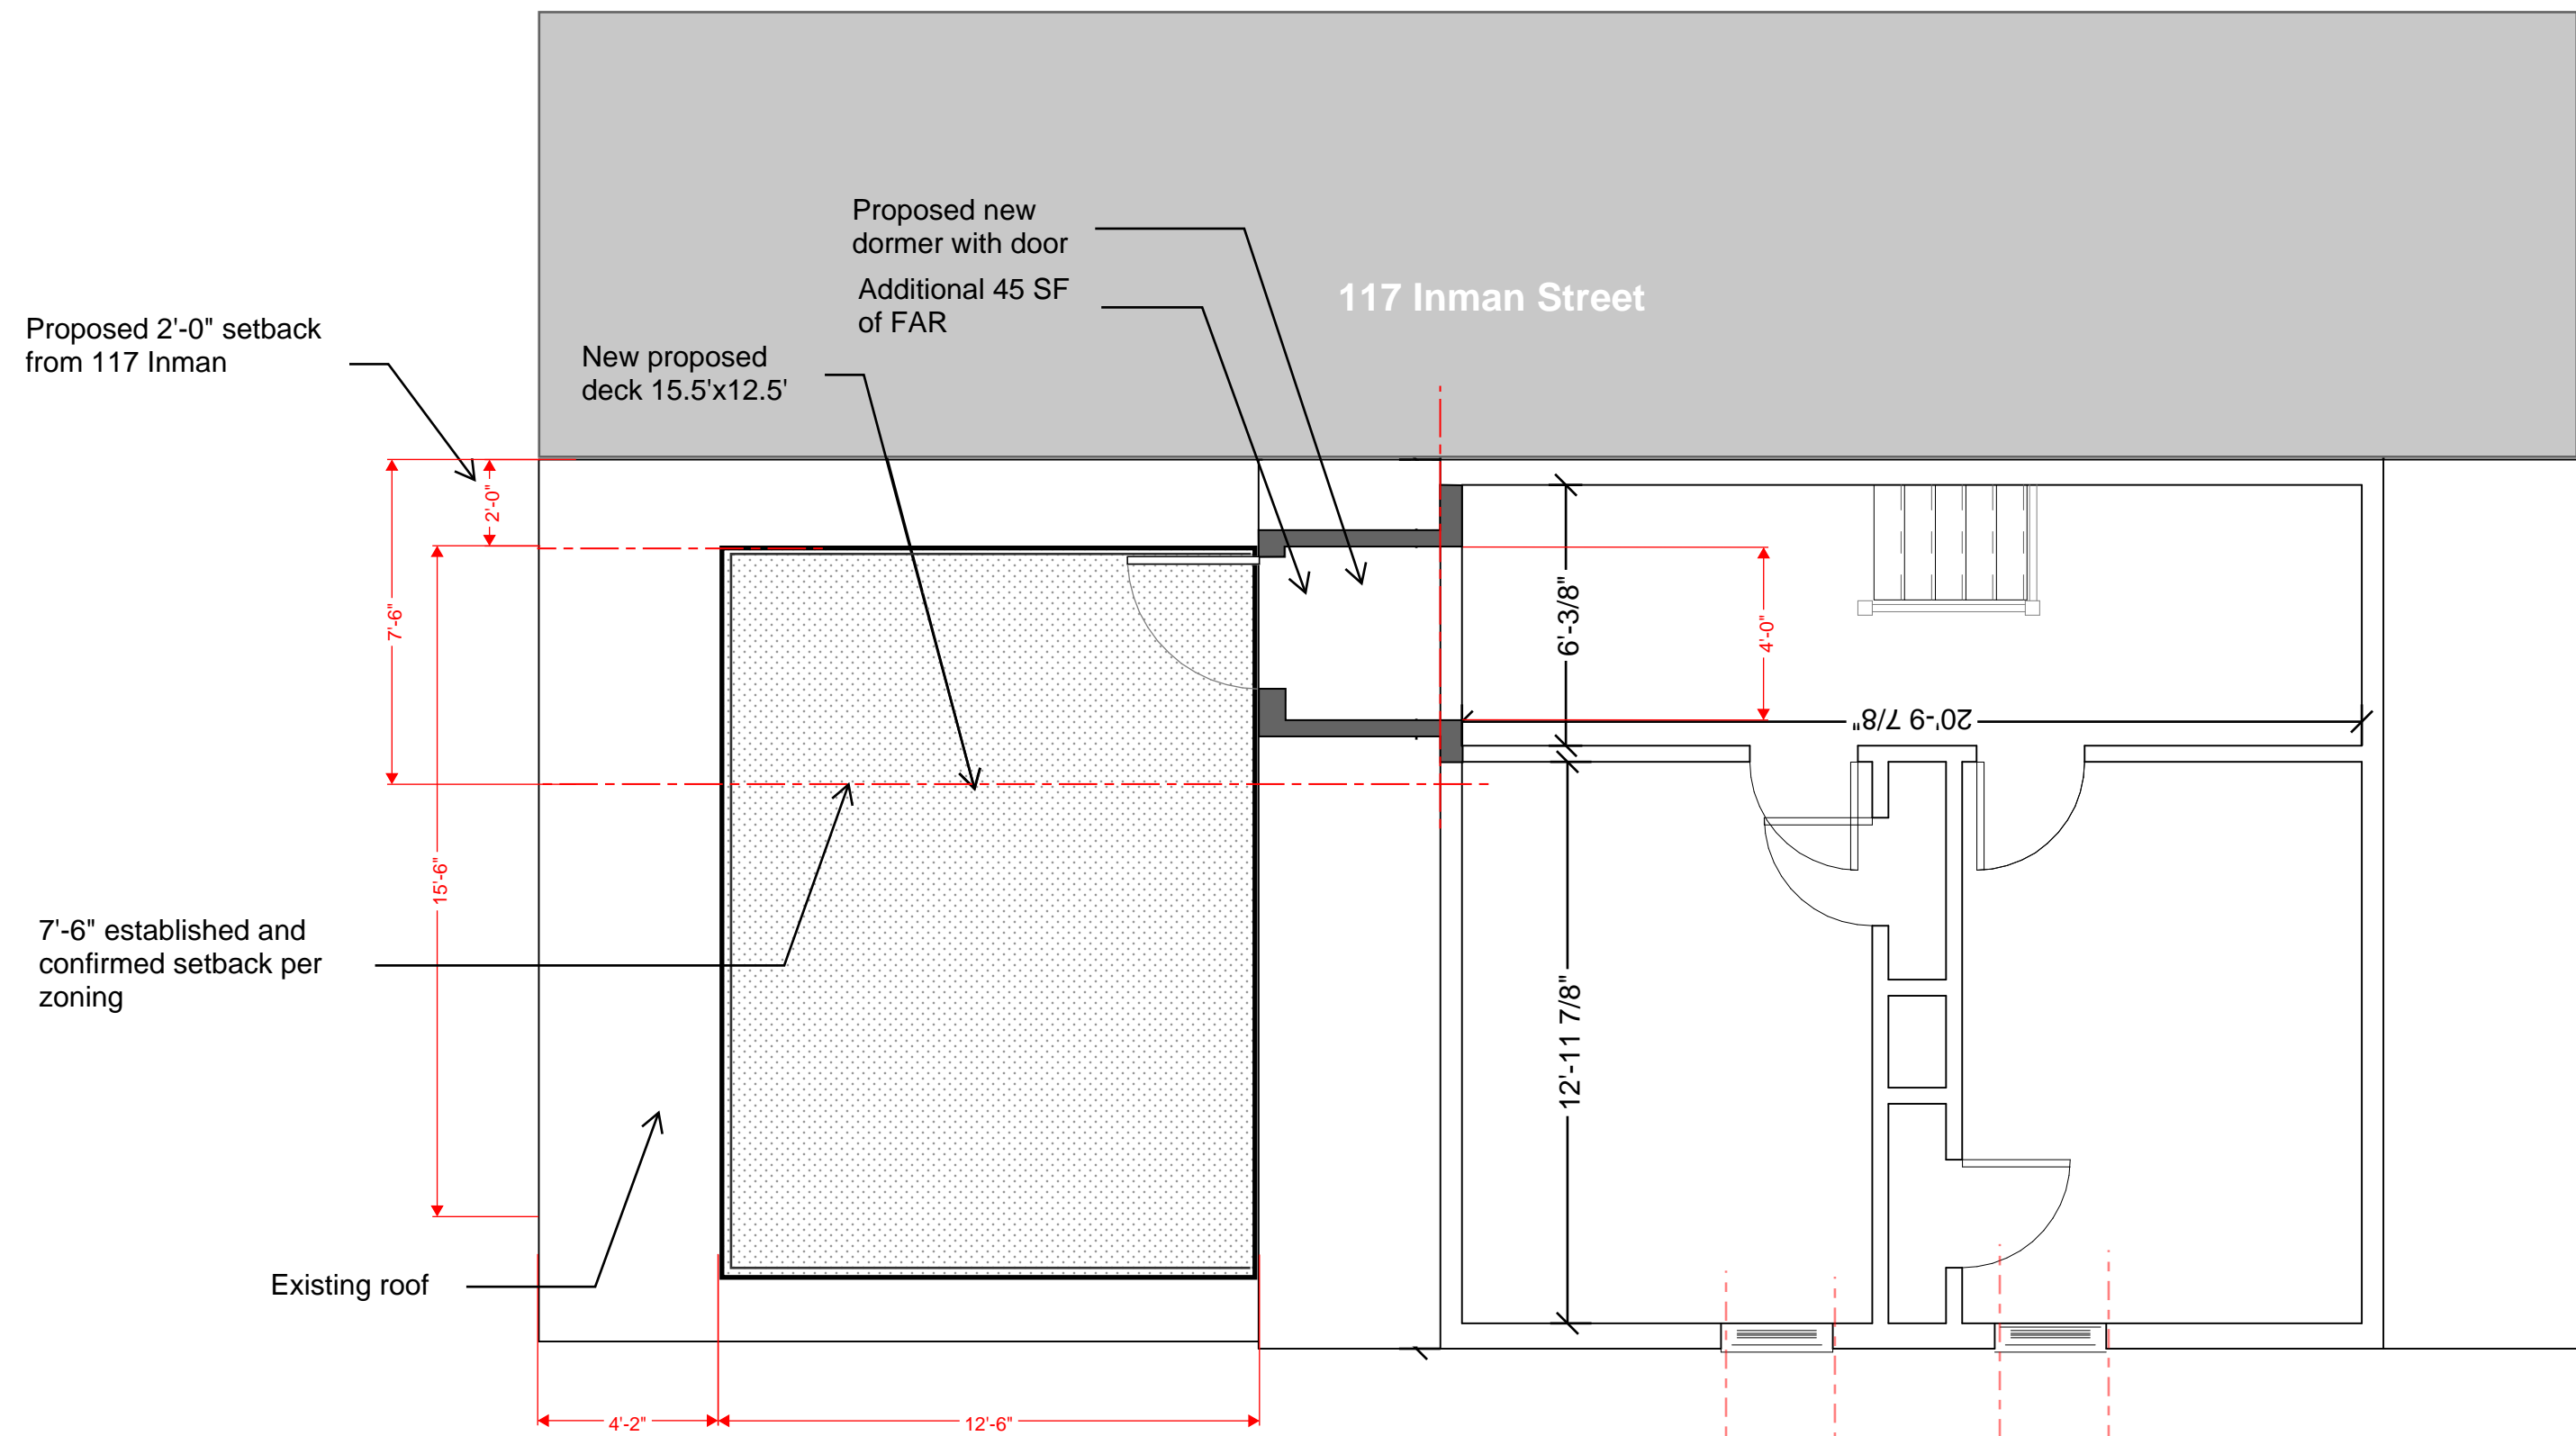 Proposed new
dormer with door
Additional 45 SF
of FAR
117 Inman Street
Proposed 2'-0" setback
from 117 Inman
New proposed
deck 15.5'x12.5'
2'-0"
7'-6"
6'-3/8"
4'-0"
20'-9 7/8"
15'-6"
7'-6" established and
confirmed setback per
zoning
12'-11 7/8"
Existing roof
4'-2"
12'-6"